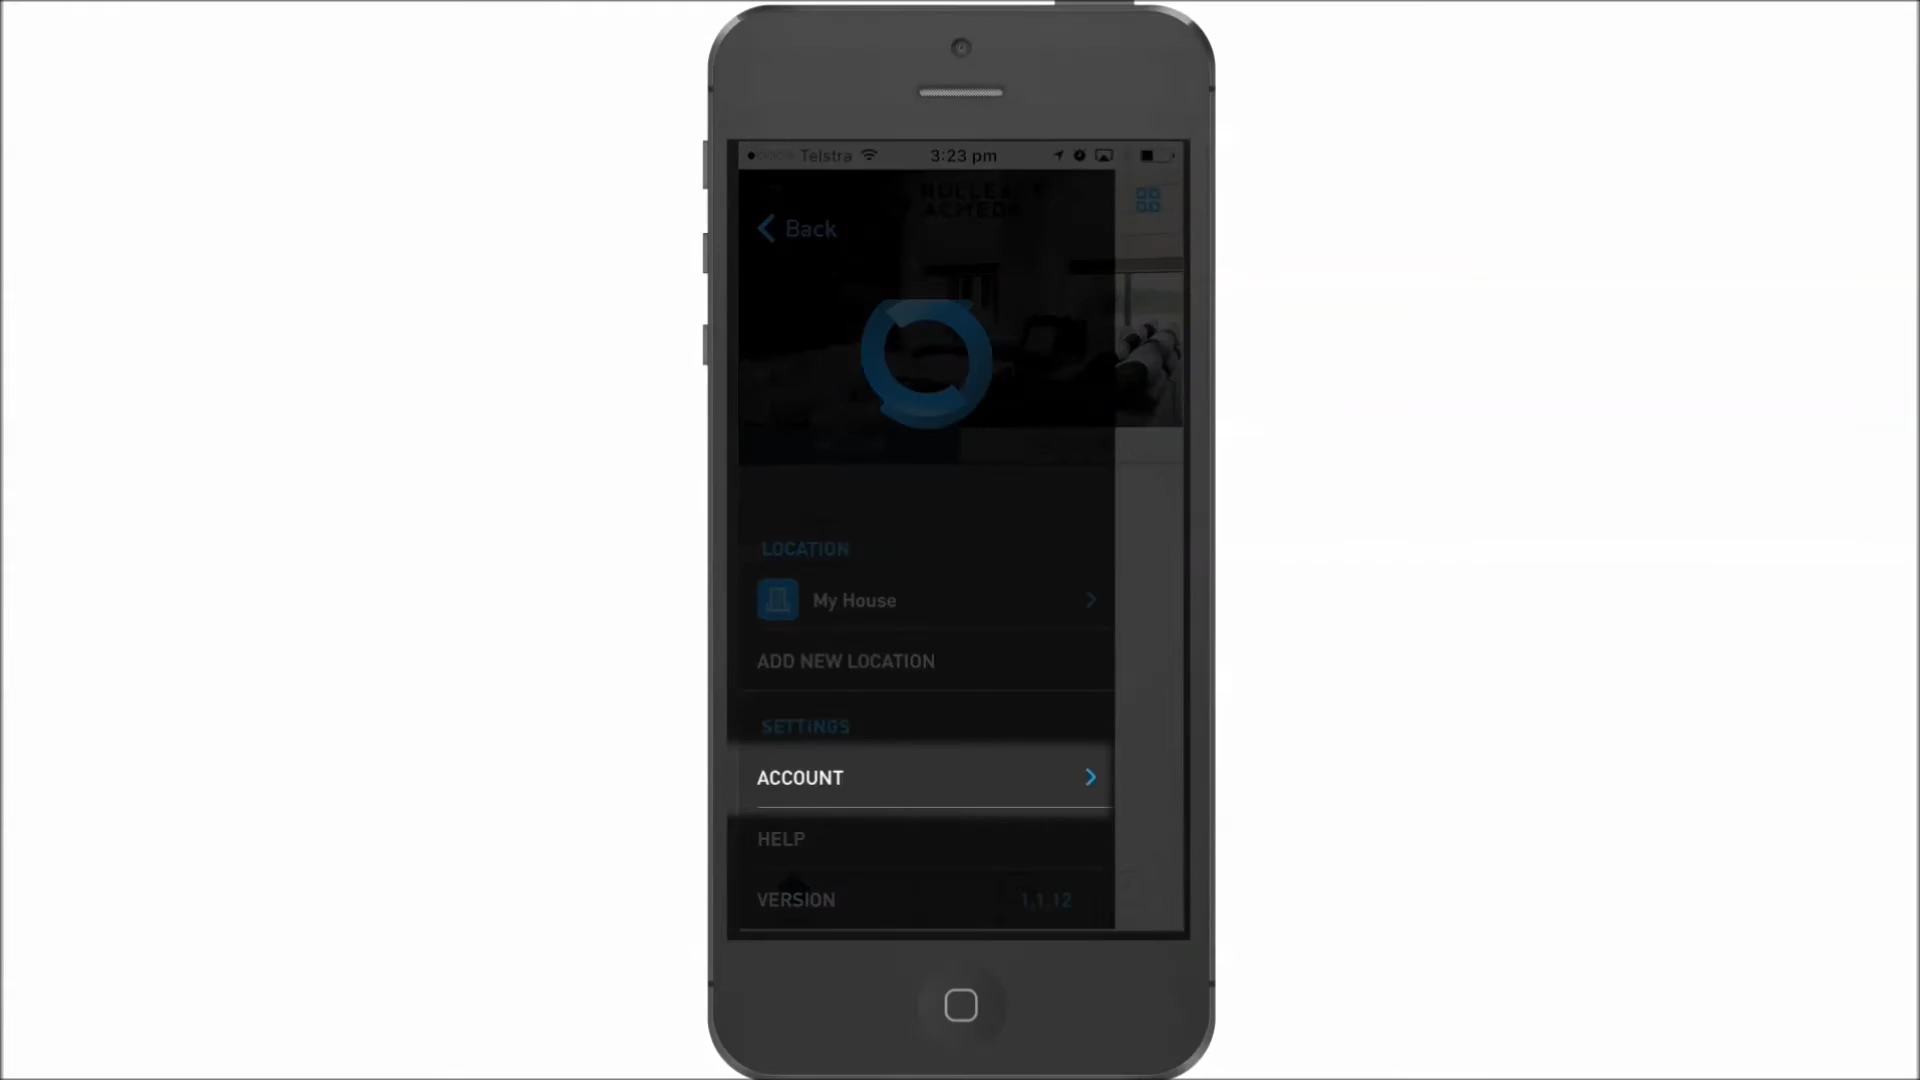 Telstra
3:23 pm
Back
LOCATION
My House
ADD NEW LOCATION
SETTINGS
ACCOUNT
HELP
VERSION
1.1.12